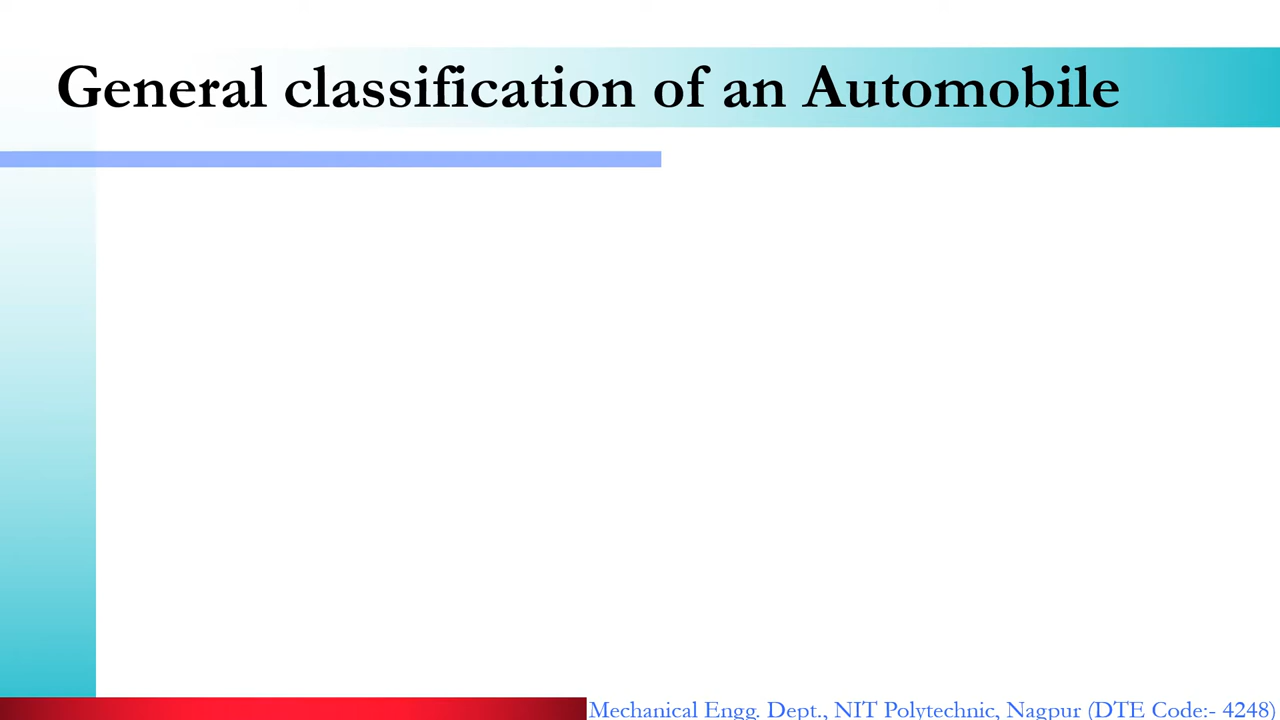 General classification of an Automobile
Mechanical Engg. Dept., NIT Polytechnic, Nagpur (DTE Code:- 4248)